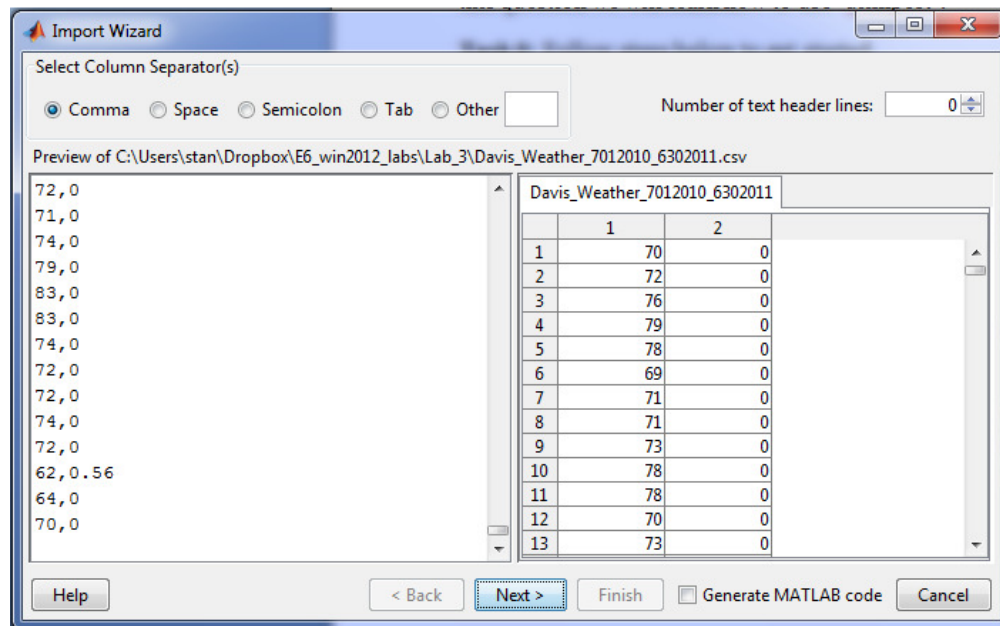 Import Wizard
Select Column Separator(s)
Comma Space Semicolon Tab Other
Number of text header lines: 0
Preview of C:\Users\stan\Dropbox\E6_win2012_labs\Lab_3\Davis_Weather_7012010_6302011.csv
72,0
71,0
74,0
79,0
83,0
83,0
74,0
72,0
72,0
74,0
72,0
62,0.56
64,0
70,0
Davis_Weather_7012010_6302011
1 2
1 70 0
2 72 0
3 76 0
4 79 0
5 78 0
6 69 0
7 71 0
8 71 0
9 73 0
10 78 0
11 78 0
12 70 0
13 73 0
Help < Back Next > Finish Generate MATLAB code Cancel